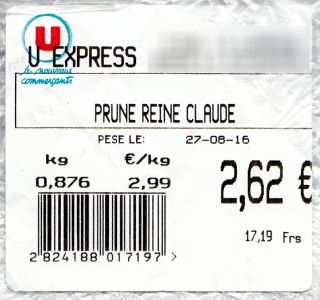 U
U EXPRESS
les nouveaux
commerçants
PRUNE REINE CLAUDE
PESE LE: 27-08-16
kg €/kg
0,876 2,99
2,62 €
17,19 Frs
2 824188 017197 >